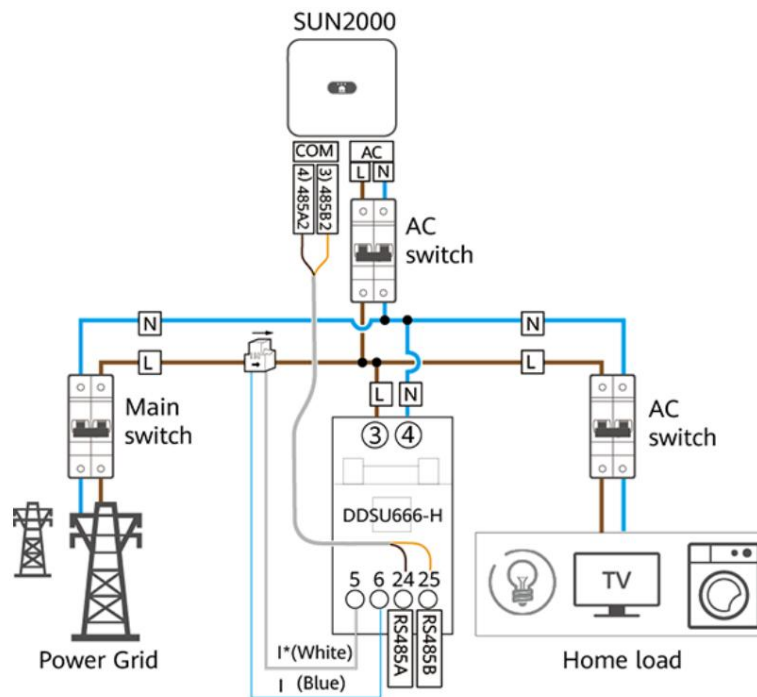 SUN2000
COM
AC
L
N
4) 485A2
3) 485B2
AC
switch
N
N
L
L
Main
switch
L
N
AC
switch
③
④
DDSU666-H
5
6
24
25
TV
RS485A
RS485B
I*(White)
I (Blue)
Power Grid
Home load